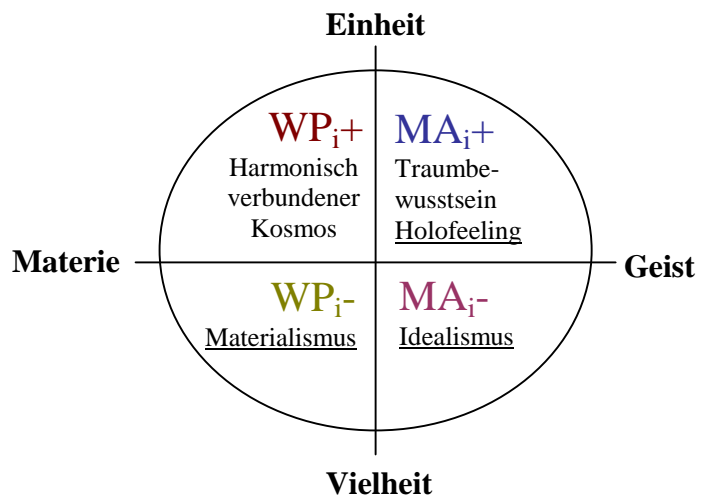 Einheit
WPi+
Harmonisch
verbundener
Kosmos
MAi+
Traumbe-
wusstsein
Holofeeling
Materie
Geist
WPi-
Materialismus
MAi-
Idealismus
Vielheit